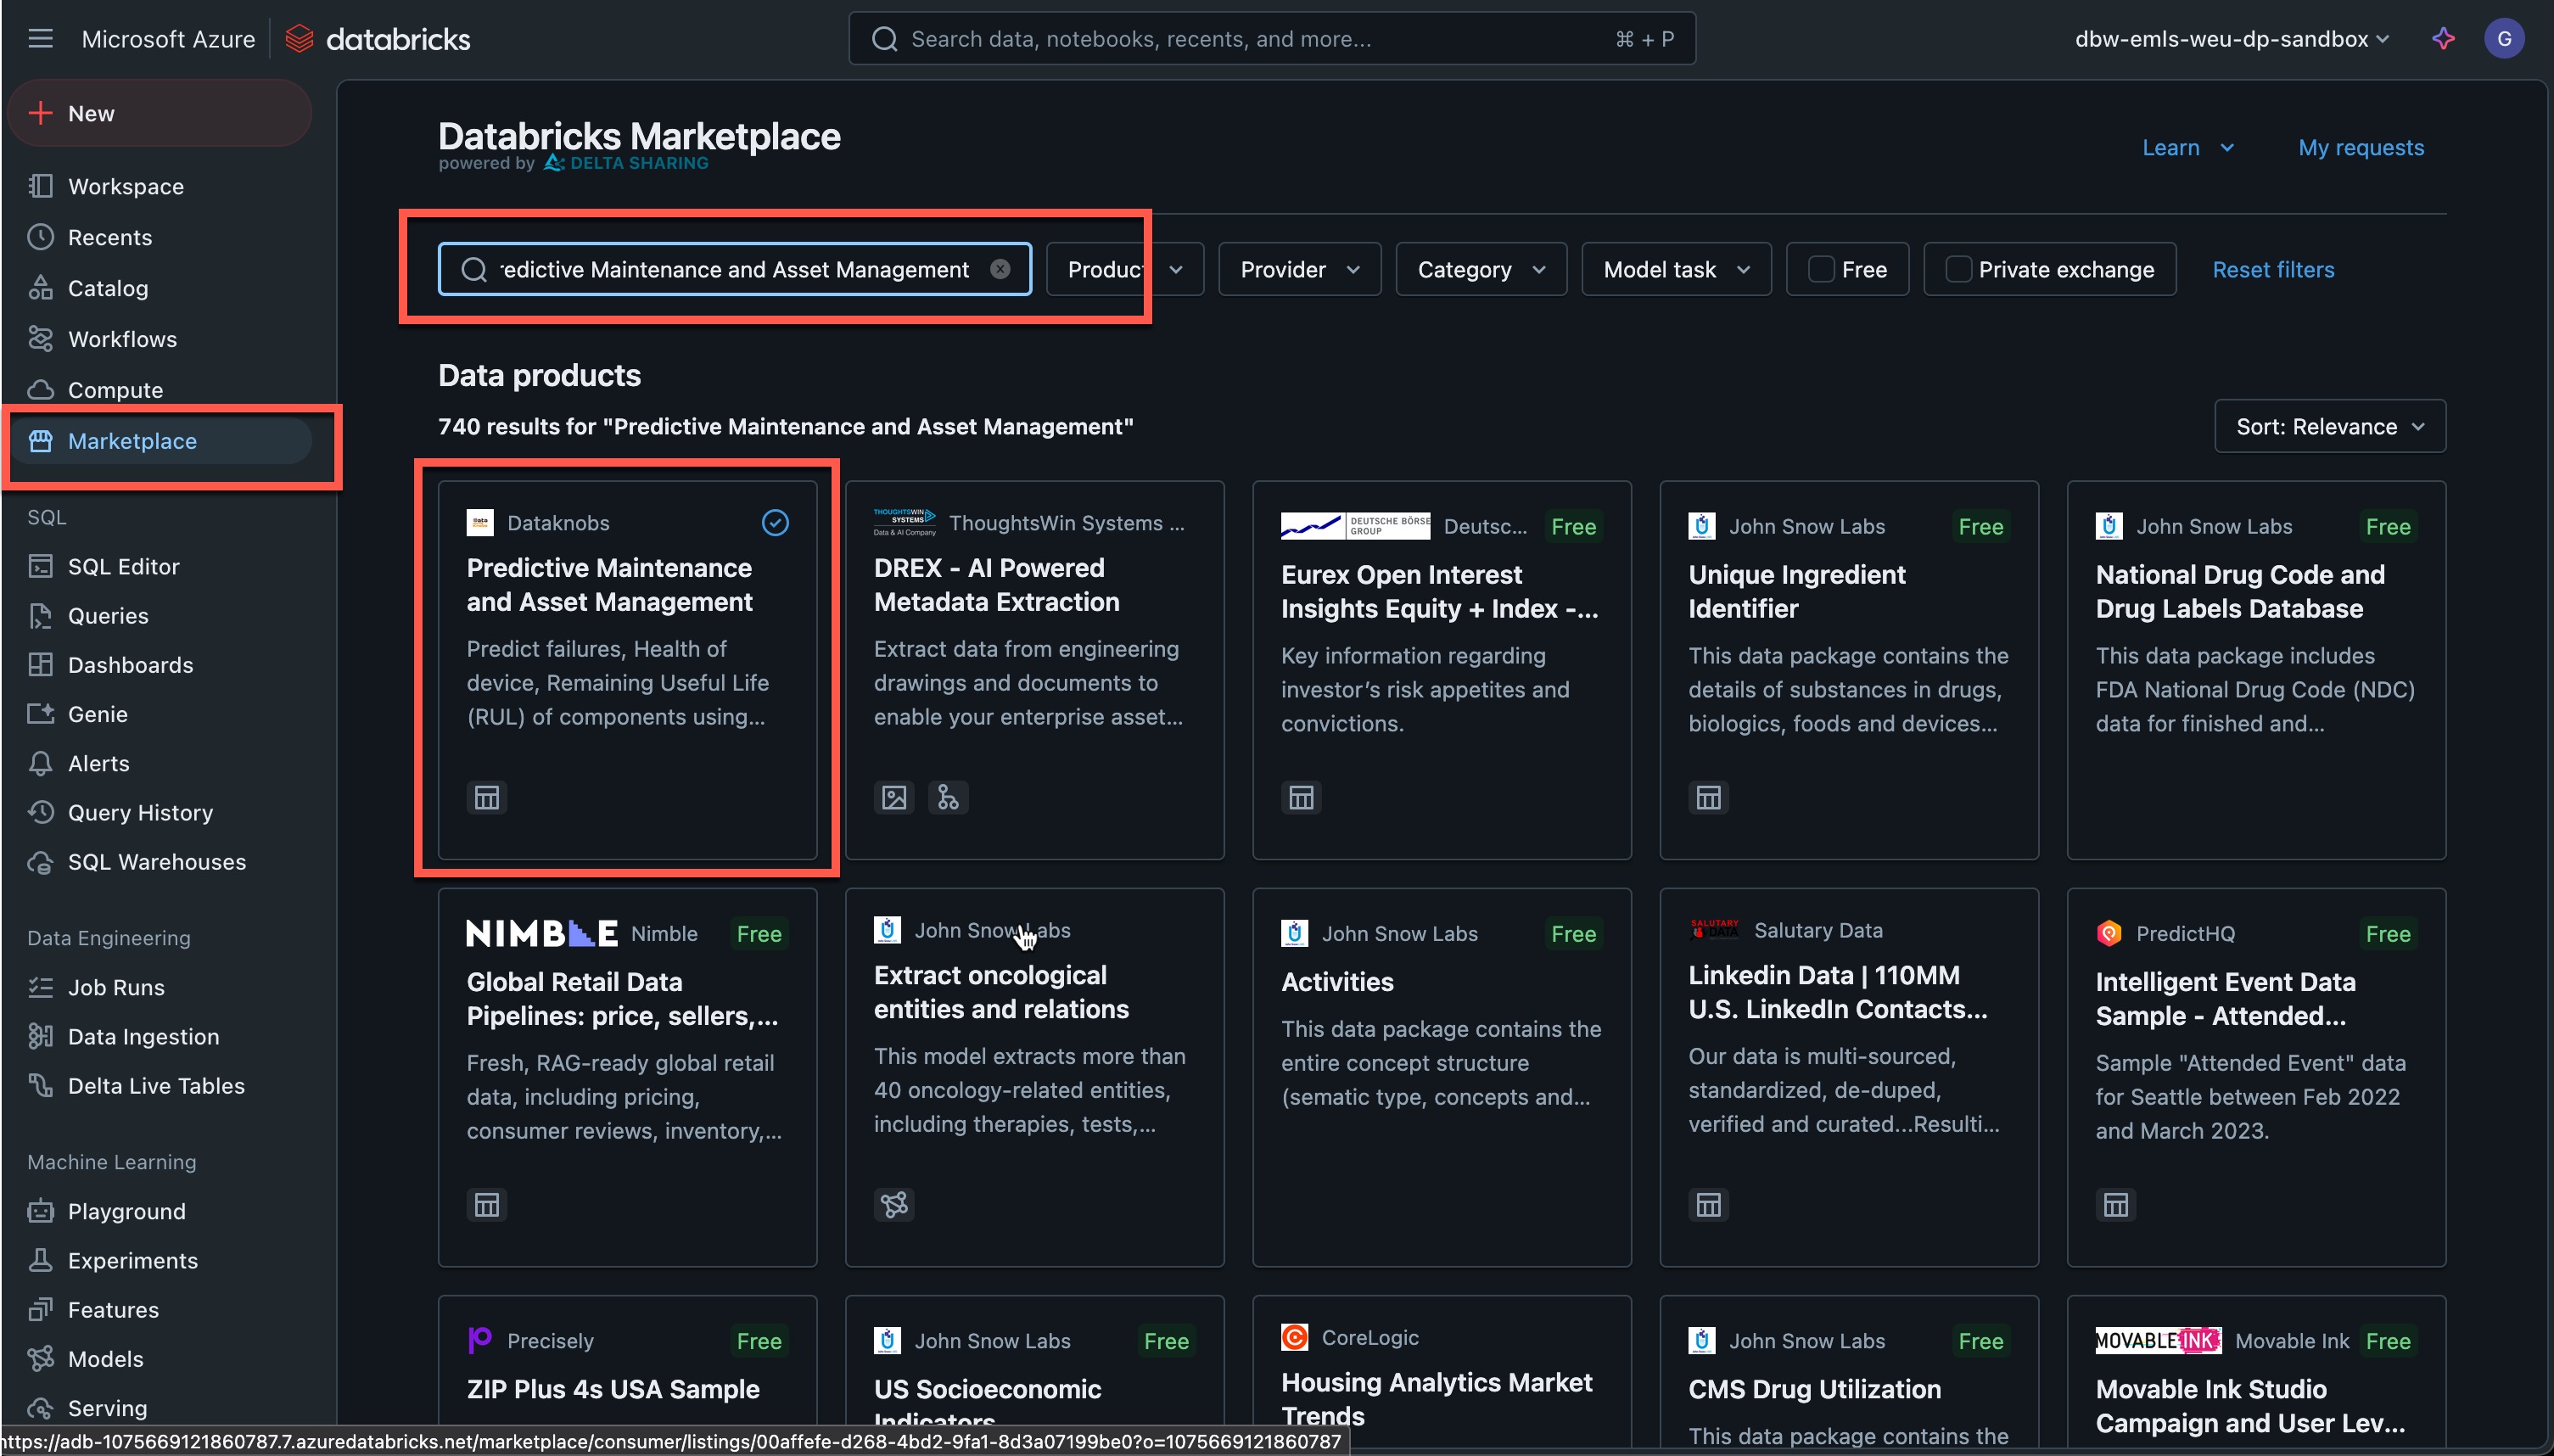 Microsoft Azure
databricks
Search data, notebooks, recents, and more...
⌘ + P
dbw-emls-weu-dp-sandbox
G
New
Workspace
Recents
Catalog
Workflows
Compute
Marketplace
SQL
SQL Editor
Queries
Dashboards
Genie
Alerts
Query History
SQL Warehouses
Data Engineering
Job Runs
Data Ingestion
Delta Live Tables
Machine Learning
Playground
Experiments
Features
Models
Serving
Databricks Marketplace
powered by DELTA SHARING
Learn
My requests
edictive Maintenance and Asset Management
Product
Provider
Category
Model task
Free
Private exchange
Reset filters
Data products
740 results for "Predictive Maintenance and Asset Management"
Sort: Relevance
Dataknobs
Predictive Maintenance
and Asset Management
Predict failures, Health of
device, Remaining Useful Life
(RUL) of components using...
THOUGHTSWIN
SYSTEMS
Data & AI Company
ThoughtsWin Systems ...
DREX - AI Powered
Metadata Extraction
Extract data from engineering
drawings and documents to
enable your enterprise asset...
DEUTSCHE BÖRSE
GROUP
Deutsc...
Free
Eurex Open Interest
Insights Equity + Index -...
Key information regarding
investor’s risk appetites and
convictions.
John Snow Labs
Free
Unique Ingredient
Identifier
This data package contains the
details of substances in drugs,
biologics, foods and devices...
John Snow Labs
Free
National Drug Code and
Drug Labels Database
This data package includes
FDA National Drug Code (NDC)
data for finished and...
NIMBLE
Nimble
Free
Global Retail Data
Pipelines: price, sellers,...
Fresh, RAG-ready global retail
data, including pricing,
consumer reviews, inventory,...
John Snow Labs
Extract oncological
entities and relations
This model extracts more than
40 oncology-related entities,
including therapies, tests,...
John Snow Labs
Free
Activities
This data package contains the
entire concept structure
(sematic type, concepts and...
SALUTARY
DATA
Salutary Data
Linkedin Data | 110MM
U.S. LinkedIn Contacts...
Our data is multi-sourced,
standardized, de-duped,
verified and curated...Resulti...
PredictHQ
Free
Intelligent Event Data
Sample - Attended...
Sample "Attended Event" data
for Seattle between Feb 2022
and March 2023.
Precisely
Free
ZIP Plus 4s USA Sample
John Snow Labs
Free
US Socioeconomic
Indicators
CoreLogic
Housing Analytics Market
Trends
John Snow Labs
Free
CMS Drug Utilization
This data package contains the
MOVABLE INK
Movable Ink
Free
Movable Ink Studio
Campaign and User Lev...
https://adb-1075669121860787.7.azuredatabricks.net/marketplace/consumer/listings/00affefe-d268-4bd2-9fa1-8d3a07199be0?o=1075669121860787